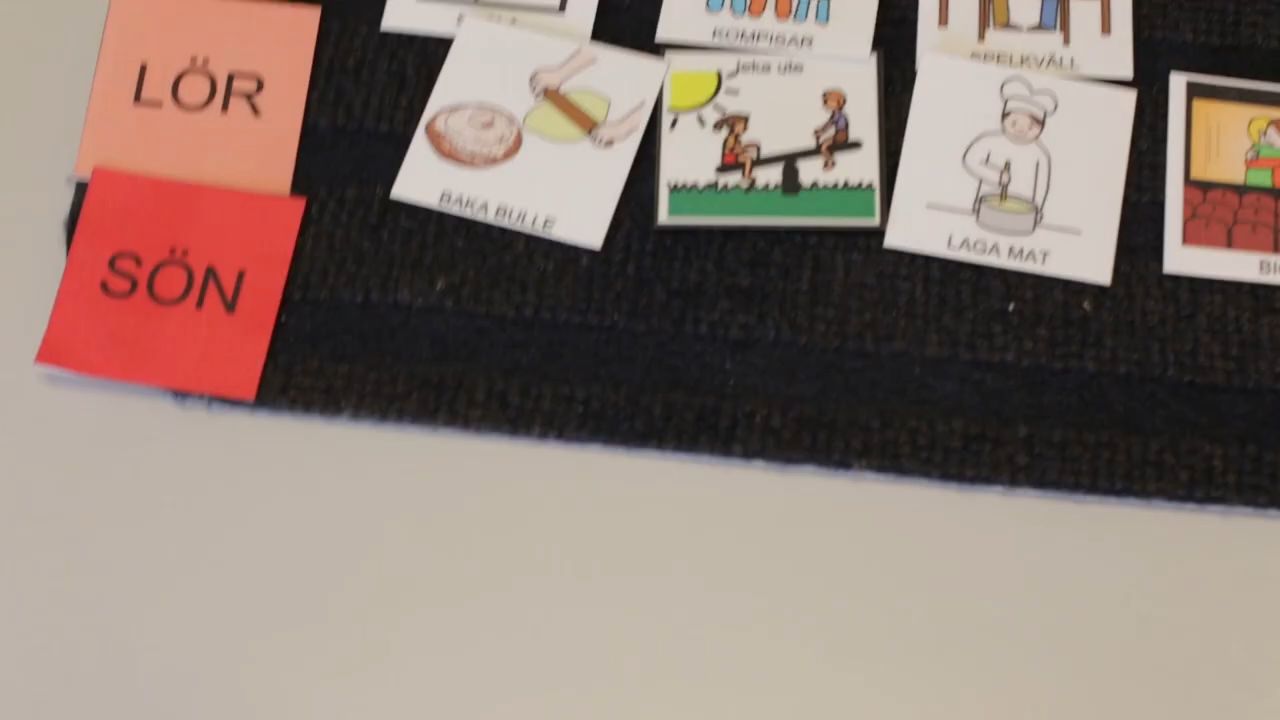 KOMPISAR
SPELKVÄLL
LÖR
leka ute
BAKA BULLE
LAGA MAT
SÖN